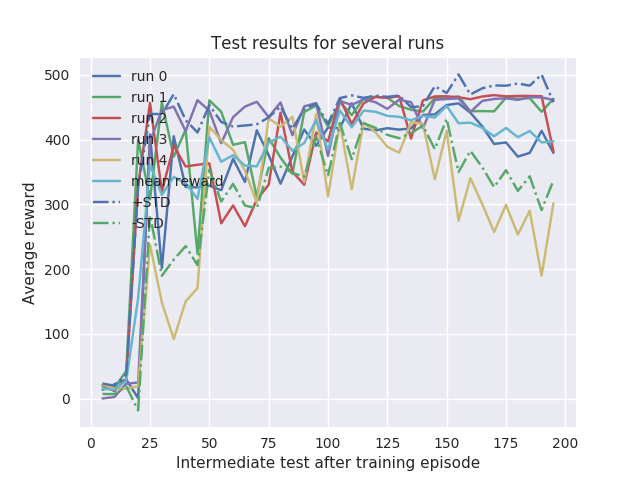 Test results for several runs
500
400
300
200
100
0
Average reward
run 0
run 1
run 2
run 3
run 4
mean reward
+STD
-STD
0 25 50 75 100 125 150 175 200
Intermediate test after training episode